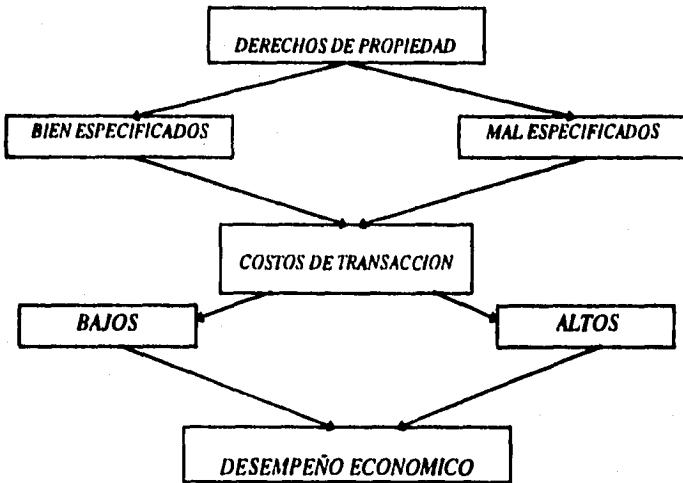 DERECHOS DE PROPIEDAD
BIEN ESPECIFICADOS
MAL ESPECIFICADOS
COSTOS DE TRANSACCION
BAJOS
ALTOS
DESEMPEÑO ECONOMICO